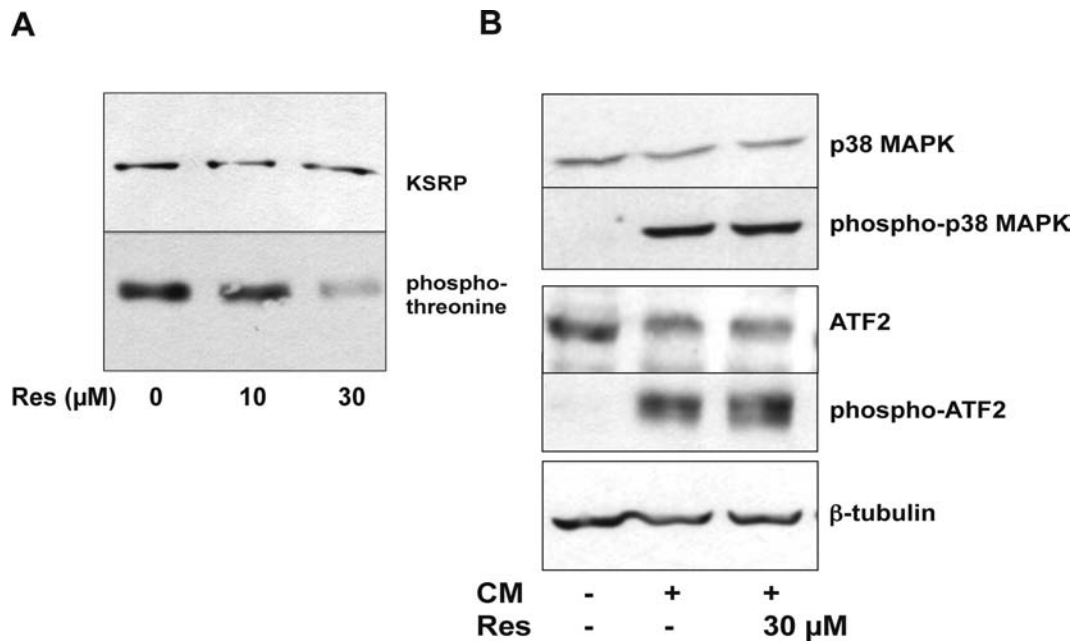 A
B
KSRP
phospho-
threonine
Res (µM) 0 10 30
p38 MAPK
phospho-p38 MAPK
ATF2
phospho-ATF2
β-tubulin
CM - + +
Res - - 30 µM